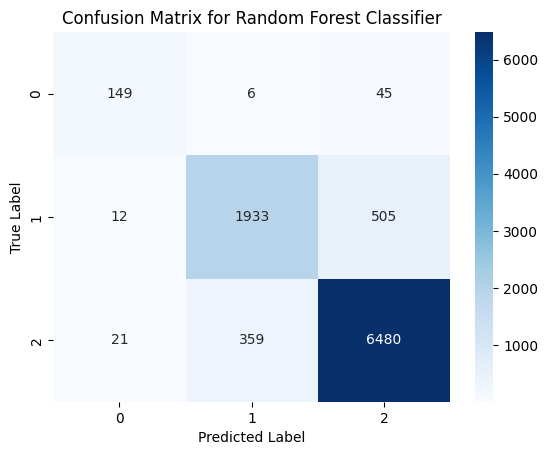 Confusion Matrix for Random Forest Classifier
0 149 6 45
1 12 1933 505
2 21 359 6480
0 1 2
True Label
Predicted Label
6000
5000
4000
3000
2000
1000